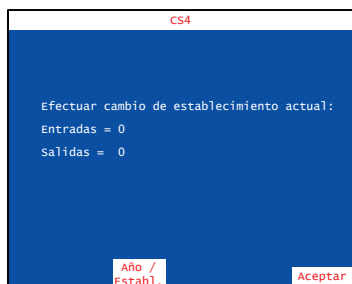 CS4
Efectuar cambio de establecimiento actual:
Entradas = 0
Salidas = 0
Año /
Establ.
Aceptar